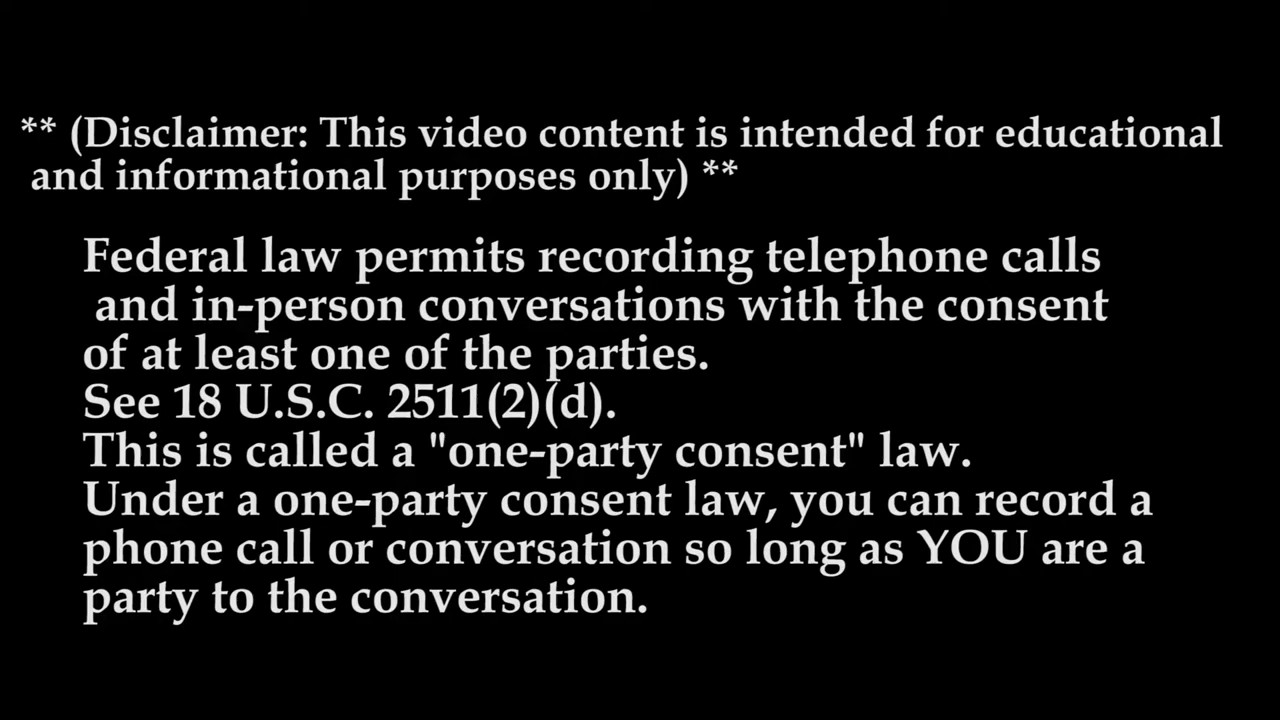 ** (Disclaimer: This video content is intended for educational
and informational purposes only) **
Federal law permits recording telephone calls
and in-person conversations with the consent
of at least one of the parties.
See 18 U.S.C. 2511(2)(d).
This is called a "one-party consent" law.
Under a one-party consent law, you can record a
phone call or conversation so long as YOU are a
party to the conversation.